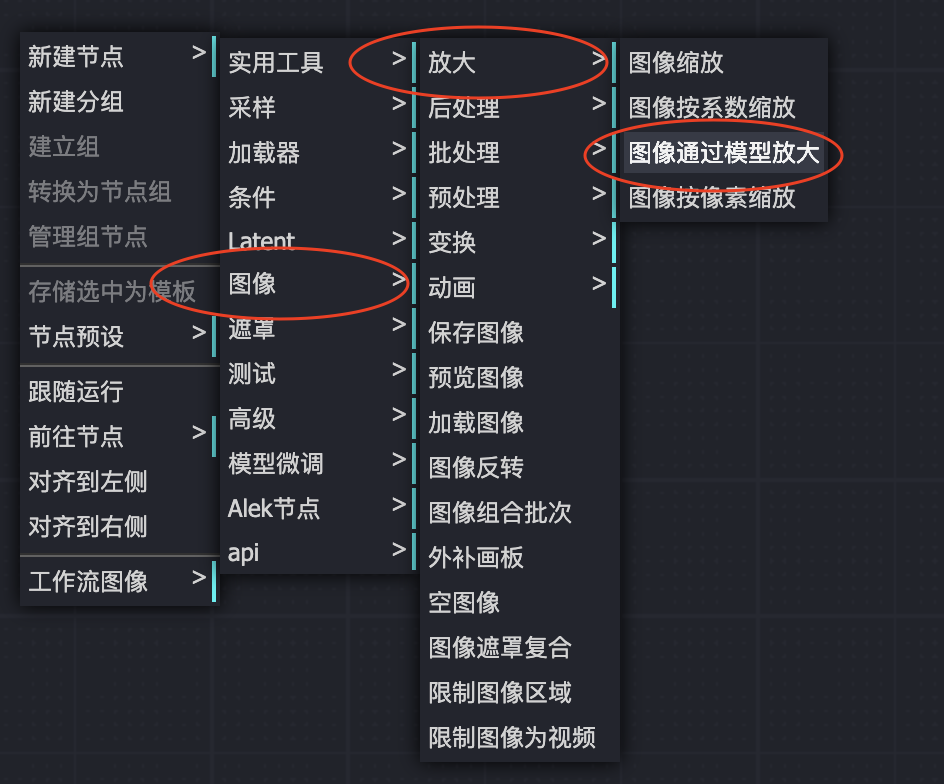 新建节点 >
新建分组
建立组
转换为节点组
管理组节点
存储选中为模板
节点预设 >
跟随运行
前往节点 >
对齐到左侧
对齐到右侧
工作流图像 >
实用工具 >
采样 >
加载器 >
条件 >
Latent >
图像 >
遮罩 >
测试 >
高级 >
模型微调 >
Alek节点 >
api >
放大 >
后处理 >
批处理 >
预处理 >
变换 >
动画 >
保存图像
预览图像
加载图像
图像反转
图像组合批次
外补画板
空图像
图像遮罩复合
限制图像区域
限制图像为视频
图像缩放
图像按系数缩放
图像通过模型放大
图像按像素缩放